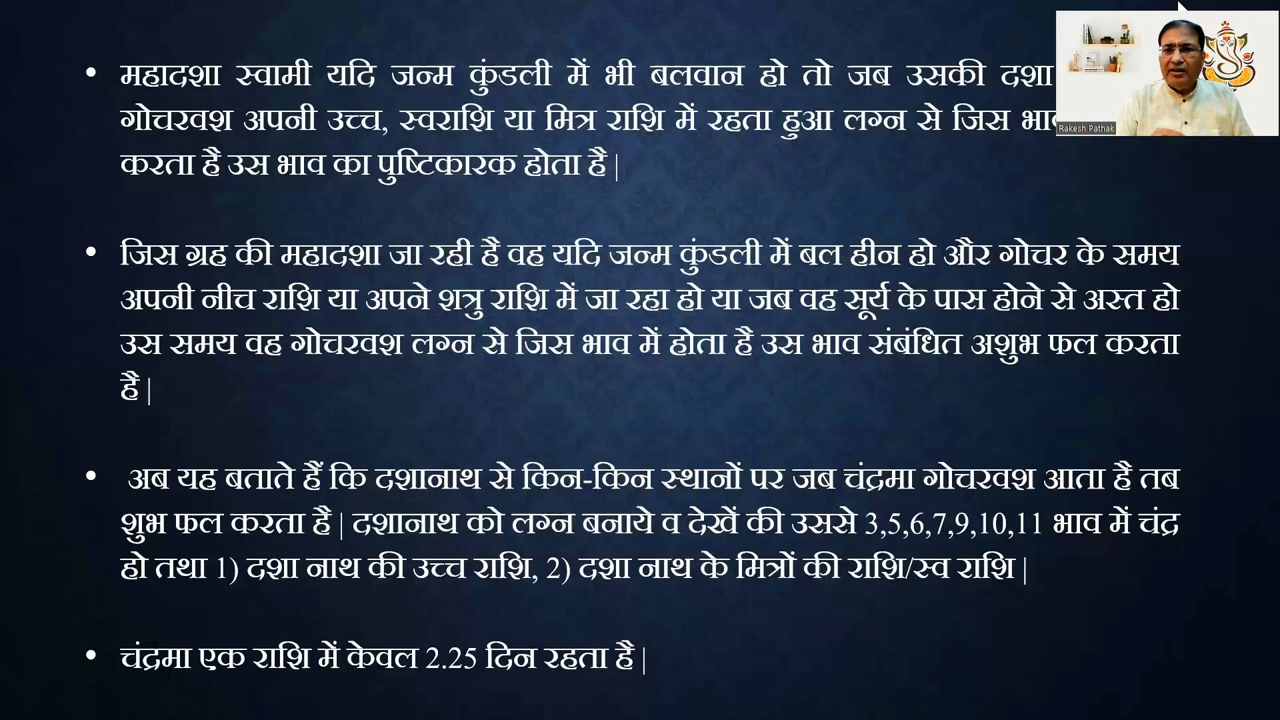 • महादशा स्वामी यदि जन्म कुंडली में भी बलवान हो तो जब उसकी दशा
गोचरवश अपनी उच्च, स्वराशि या मित्र राशि में रहता हुआ लग्न से जिस
करता है उस भाव का पुष्टिकारक होता है |
• जिस ग्रह की महादशा जा रही है वह यदि जन्म कुंडली में बल हीन हो और गोचर के समय
अपनी नीच राशि या अपने शत्रु राशि में जा रहा हो या जब वह सूर्य के पास होने से अस्त हो
उस समय वह गोचरवश लग्न से जिस भाव में होता है उस भाव संबंधित अशुभ फल करता
है |
• अब यह बताते हैं कि दशानाथ से किन-किन स्थानों पर जब चंद्रमा गोचरवश आता है तब
शुभ फल करता है | दशानाथ को लग्न बनाये व देखें की उससे 3,5,6,7,9,10,11 भाव में चंद्र
हो तथा 1) दशा नाथ की उच्च राशि, 2) दशा नाथ के मित्रों की राशि/स्व राशि |
• चंद्रमा एक राशि में केवल 2.25 दिन रहता है |
Rakesh Pathak